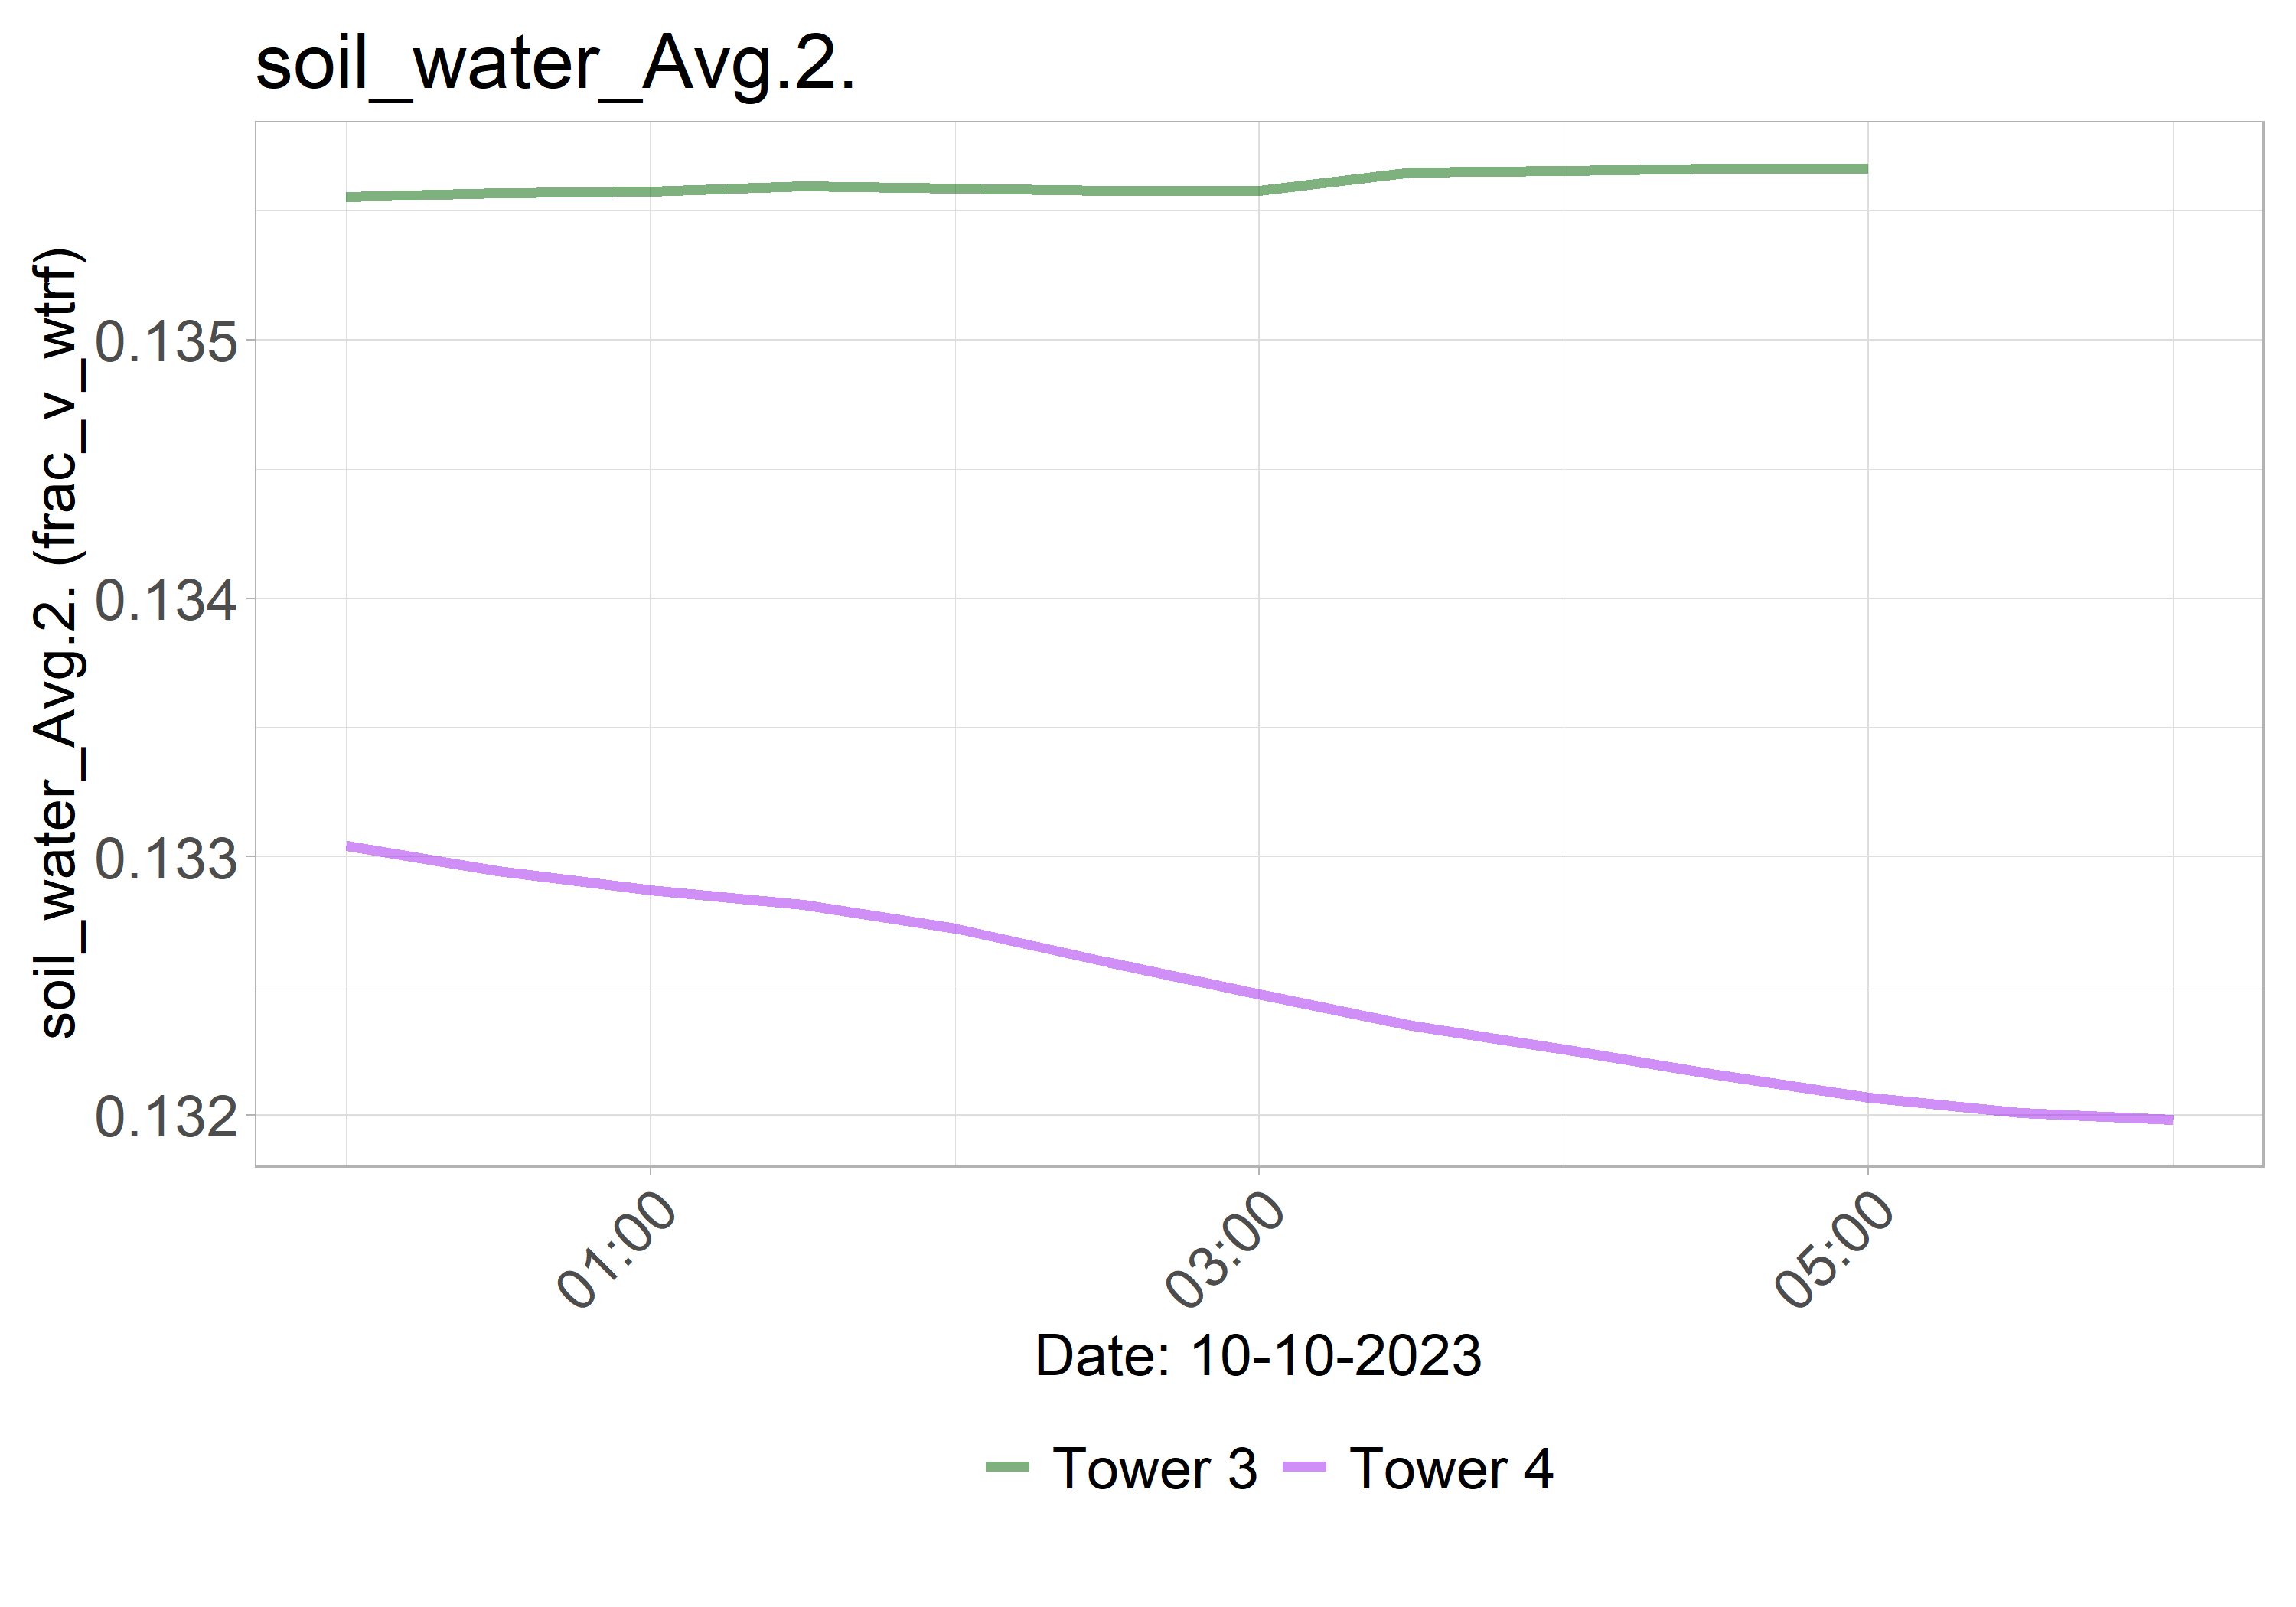 soil_water_Avg.2.
soil_water_Avg.2. (frac_v_wtrf)
0.135
0.134
0.133
0.132
01:00
03:00
05:00
Date: 10-10-2023
Tower 3
Tower 4